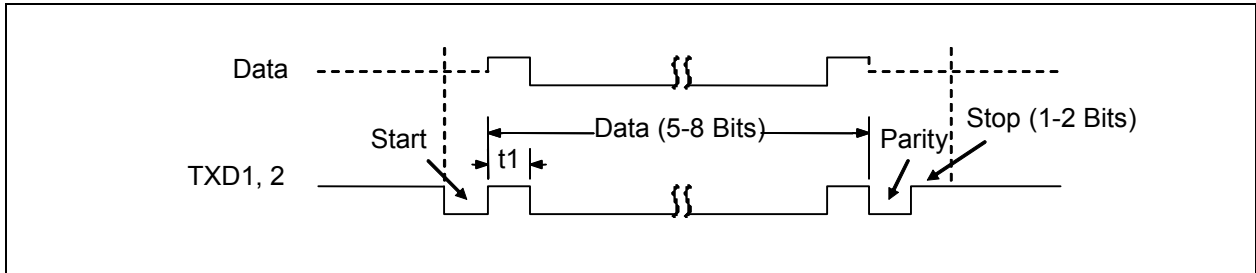 Data
Start
Data (5-8 Bits)
Parity
Stop (1-2 Bits)
t1
TXD1, 2